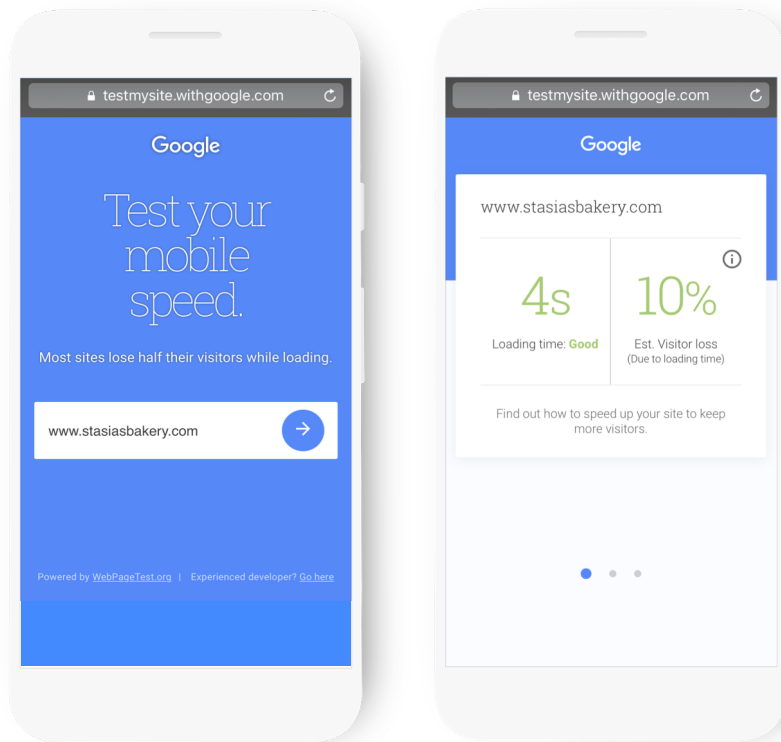 testmysite.withgoogle.com
Google
Test your
mobile
speed.
Most sites lose half their visitors while loading.
www.stasiasbakery.com
Powered by WebPageTest.org | Experienced developer? Go here
testmysite.withgoogle.com
Google
www.stasiasbakery.com
4s
Loading time: Good
10%
Est. Visitor loss
(Due to loading time)
Find out how to speed up your site to keep
more visitors.